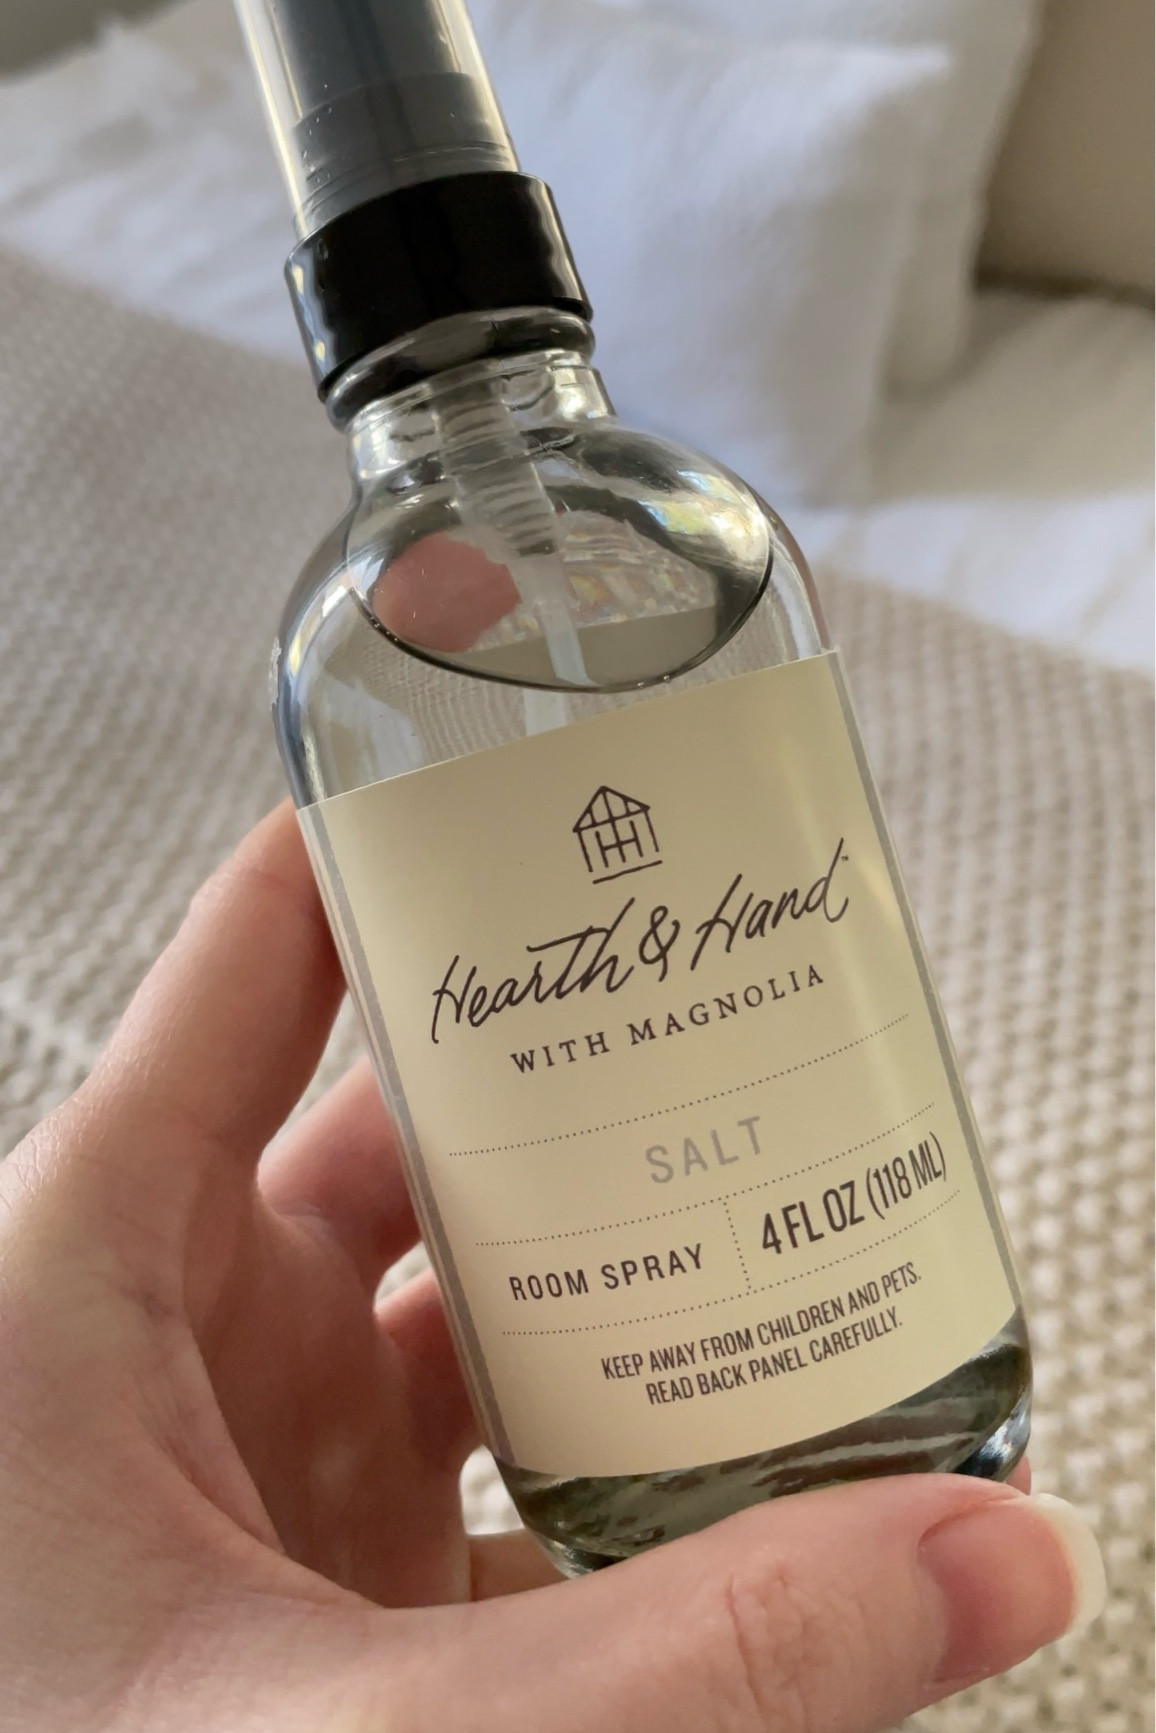 HH
Hearth & Hand™
WITH MAGNOLIA
SALT
ROOM SPRAY
4 FL OZ (118 ML)
KEEP AWAY FROM CHILDREN AND PETS.
READ BACK PANEL CAREFULLY.